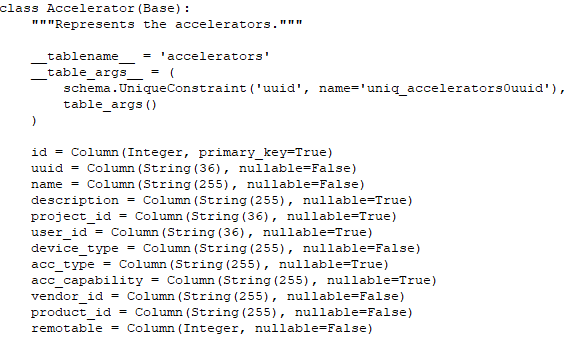 class Accelerator(Base):
    """Represents the accelerators."""

    __tablename__ = 'accelerators'
    __table_args__ = (
        schema.UniqueConstraint('uuid', name='uniq_accelerators0uuid'),
        table_args()
    )

    id = Column(Integer, primary_key=True)
    uuid = Column(String(36), nullable=False)
    name = Column(String(255), nullable=False)
    description = Column(String(255), nullable=True)
    project_id = Column(String(36), nullable=True)
    user_id = Column(String(36), nullable=True)
    device_type = Column(String(255), nullable=False)
    acc_type = Column(String(255), nullable=True)
    acc_capability = Column(String(255), nullable=True)
    vendor_id = Column(String(255), nullable=False)
    product_id = Column(String(255), nullable=False)
    remotable = Column(Integer, nullable=False)